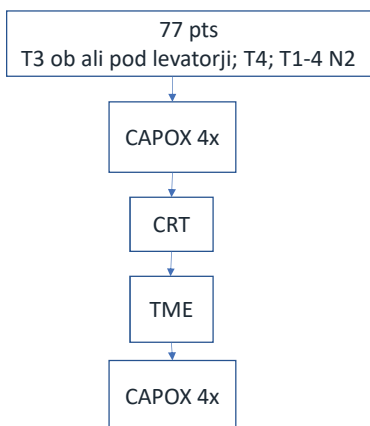 77 pts
T3 ob ali pod levatorji; T4; T1-4 N2
CAPOX 4x
CRT
TME
CAPOX 4x